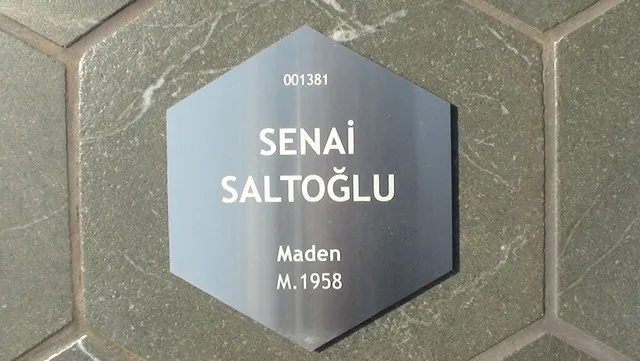 001381
SENAİ
SALTOĞLU
Maden
M.1958